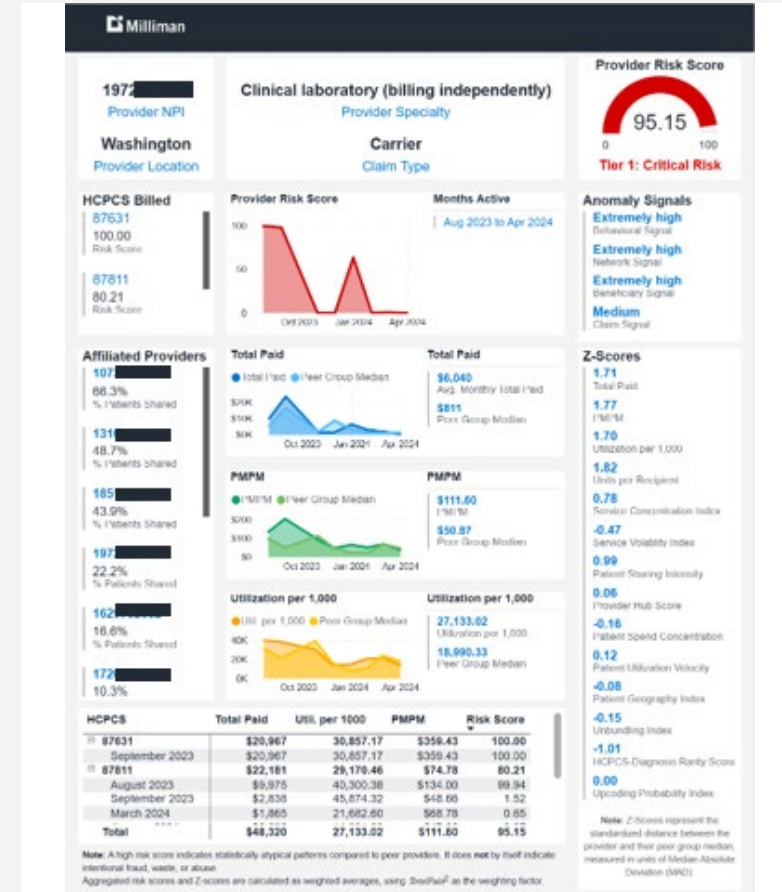 Milliman
1972
Provider NPI
Washington
Provider Location
Clinical laboratory (billing independently)
Provider Specialty
Carrier
Claim Type
Provider Risk Score
95.15
0
100
Tier 1: Critical Risk
HCPCS Billed
87631
100.00
Risk Score
87811
80.21
Risk Score
Provider Risk Score
100
50
0
Oct 2023 Jan 2024 Apr 2024
Months Active
Aug 2023 to Apr 2024
Anomaly Signals
Extremely high
Behavioral Signal
Extremely high
Network Signal
Extremely high
Beneficiary Signal
Medium
Claim Signal
Affiliated Providers
107
66.3%
% Patients Shared
131
48.7%
% Patients Shared
185
43.9%
% Patients Shared
197
22.2%
% Patients Shared
162
16.6%
% Patients Shared
172
10.3%
Total Paid
Total Paid Peer Group Median
$20K
$10K
$0K
Oct 2023 Jan 2024 Apr 2024
Total Paid
$6,040
Avg. Monthly Total Paid
$811
Peer Group Median
PMPM
PMPM Peer Group Median
$200
$100
$0
Oct 2023 Jan 2024 Apr 2024
PMPM
$111.60
PMPM
$50.87
Peer Group Median
Utilization per 1,000
Util. per 1,000 Peer Group Median
40K
20K
0K
Oct 2023 Jan 2024 Apr 2024
Utilization per 1,000
27,133.02
Utilization per 1,000
18,990.33
Peer Group Median
Z-Scores
1.71
Total Paid
1.77
PMPM
1.70
Utilization per 1,000
1.82
Units per Recipient
0.78
Service Concentration Index
-0.47
Service Volatility Index
0.99
Patient Sharing Intensity
0.06
Provider Hub Score
-0.16
Patient Spend Concentration
0.12
Patient Utilization Velocity
-0.08
Patient Geography Index
-0.15
Unbundling Index
-1.01
HCPCS-Diagnosis Rarity Score
0.00
Upcoding Probability Index
Note: Z-Scores represent the
standardized distance between the
provider and their peer group median,
measured in units of Median Absolute
Deviation (MAD).
HCPCS Total Paid Util. per 1000 PMPM Risk Score
87631 $20,967 30,857.17 $359.43 100.00
September 2023 $20,967 30,857.17 $359.43 100.00
87811 $22,181 29,170.46 $74.78 80.21
August 2023 $9,975 40,300.38 $134.00 99.94
September 2023 $2,838 45,874.32 $48.66 1.52
March 2024 $1,865 21,682.60 $68.78 0.65
Total $48,320 27,133.02 $111.60 95.15
Note: A high risk score indicates statistically atypical patterns compared to peer providers. It does not by itself indicate
intentional fraud, waste, or abuse
Aggregated risk scores and Z-scores are calculated as weighted averages, using as the weighting factor.